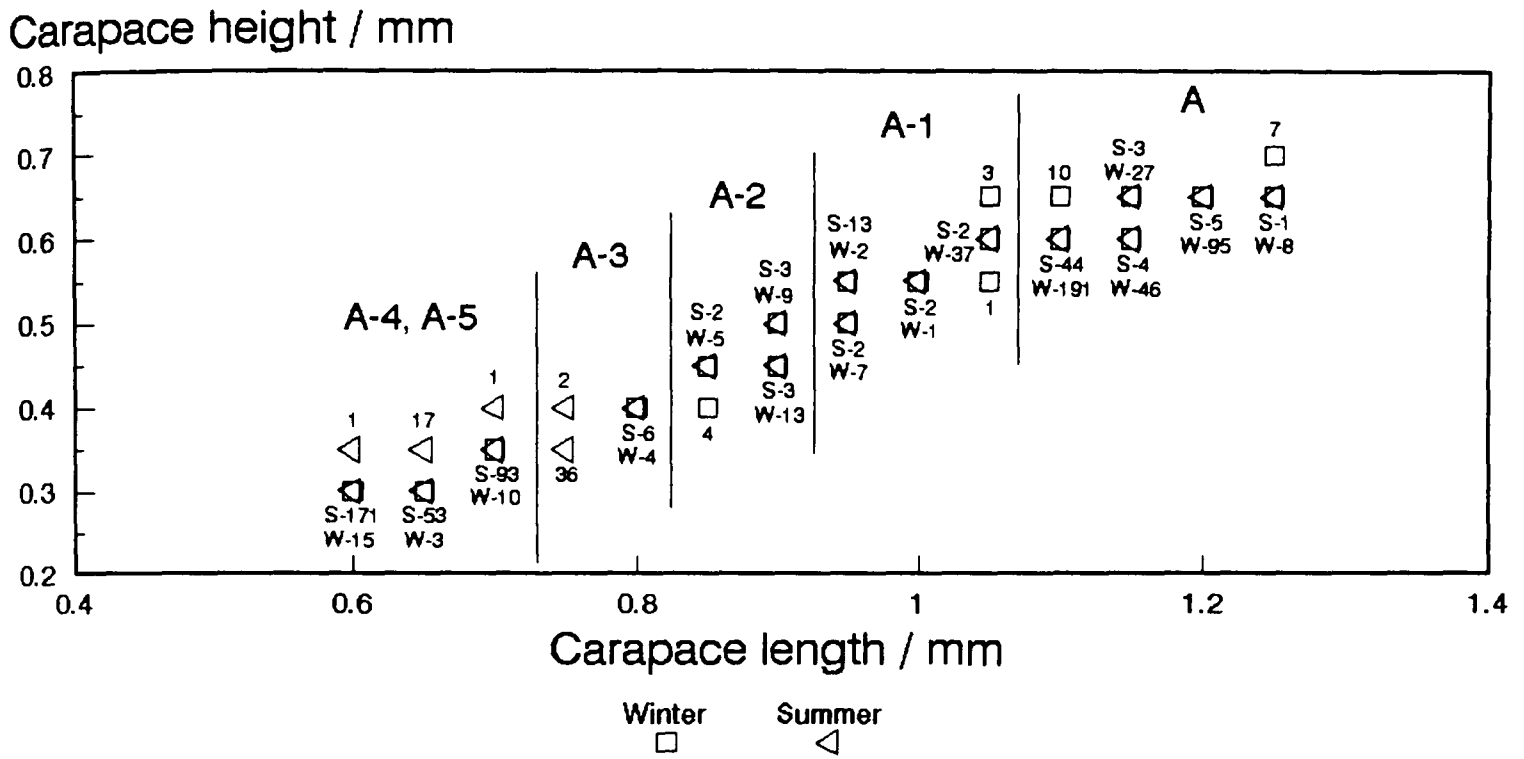 Carapace height / mm
0.8
0.7
0.6
0.5
0.4
0.3
0.2
A
A-1
A-2
A-3
A-4, A-5
7
S-3
W-27
3
10
S-13
W-2
S-2
W-37
S-5
W-95
S-1
W-8
S-3
W-9
S-44
W-191
S-4
W-46
S-2
W-5
S-2
W-1
1
S-2
W-7
1
2
S-3
W-13
1
17
4
S-6
W-4
S-93
W-10
36
S-171
W-15
S-53
W-3
0.4 0.6 0.8 1 1.2 1.4
Carapace length / mm
Winter Summer